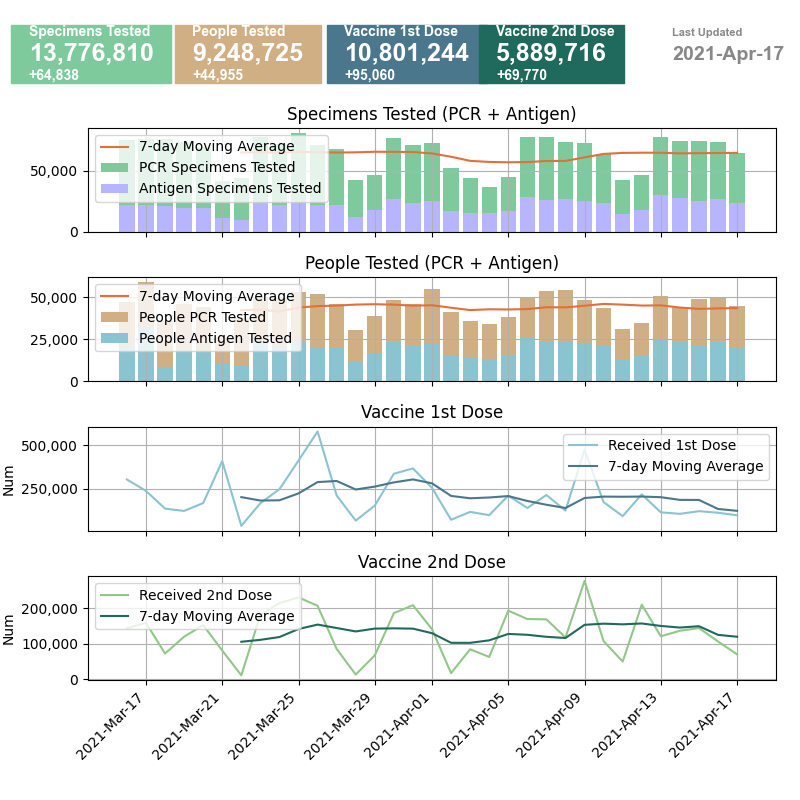 Specimens Tested
13,776,810
+64,838
People Tested
9,248,725
+44,955
Vaccine 1st Dose
10,801,244
+95,060
Vaccine 2nd Dose
5,889,716
+69,770
Last Updated
2021-Apr-17
Specimens Tested (PCR + Antigen)
50,000
0
7-day Moving Average
PCR Specimens Tested
Antigen Specimens Tested
People Tested (PCR + Antigen)
50,000
25,000
0
7-day Moving Average
People PCR Tested
People Antigen Tested
Vaccine 1st Dose
Num
500,000
250,000
Received 1st Dose
7-day Moving Average
Vaccine 2nd Dose
Num
200,000
100,000
0
Received 2nd Dose
7-day Moving Average
2021-Mar-17
2021-Mar-21
2021-Mar-25
2021-Mar-29
2021-Apr-01
2021-Apr-05
2021-Apr-09
2021-Apr-13
2021-Apr-17